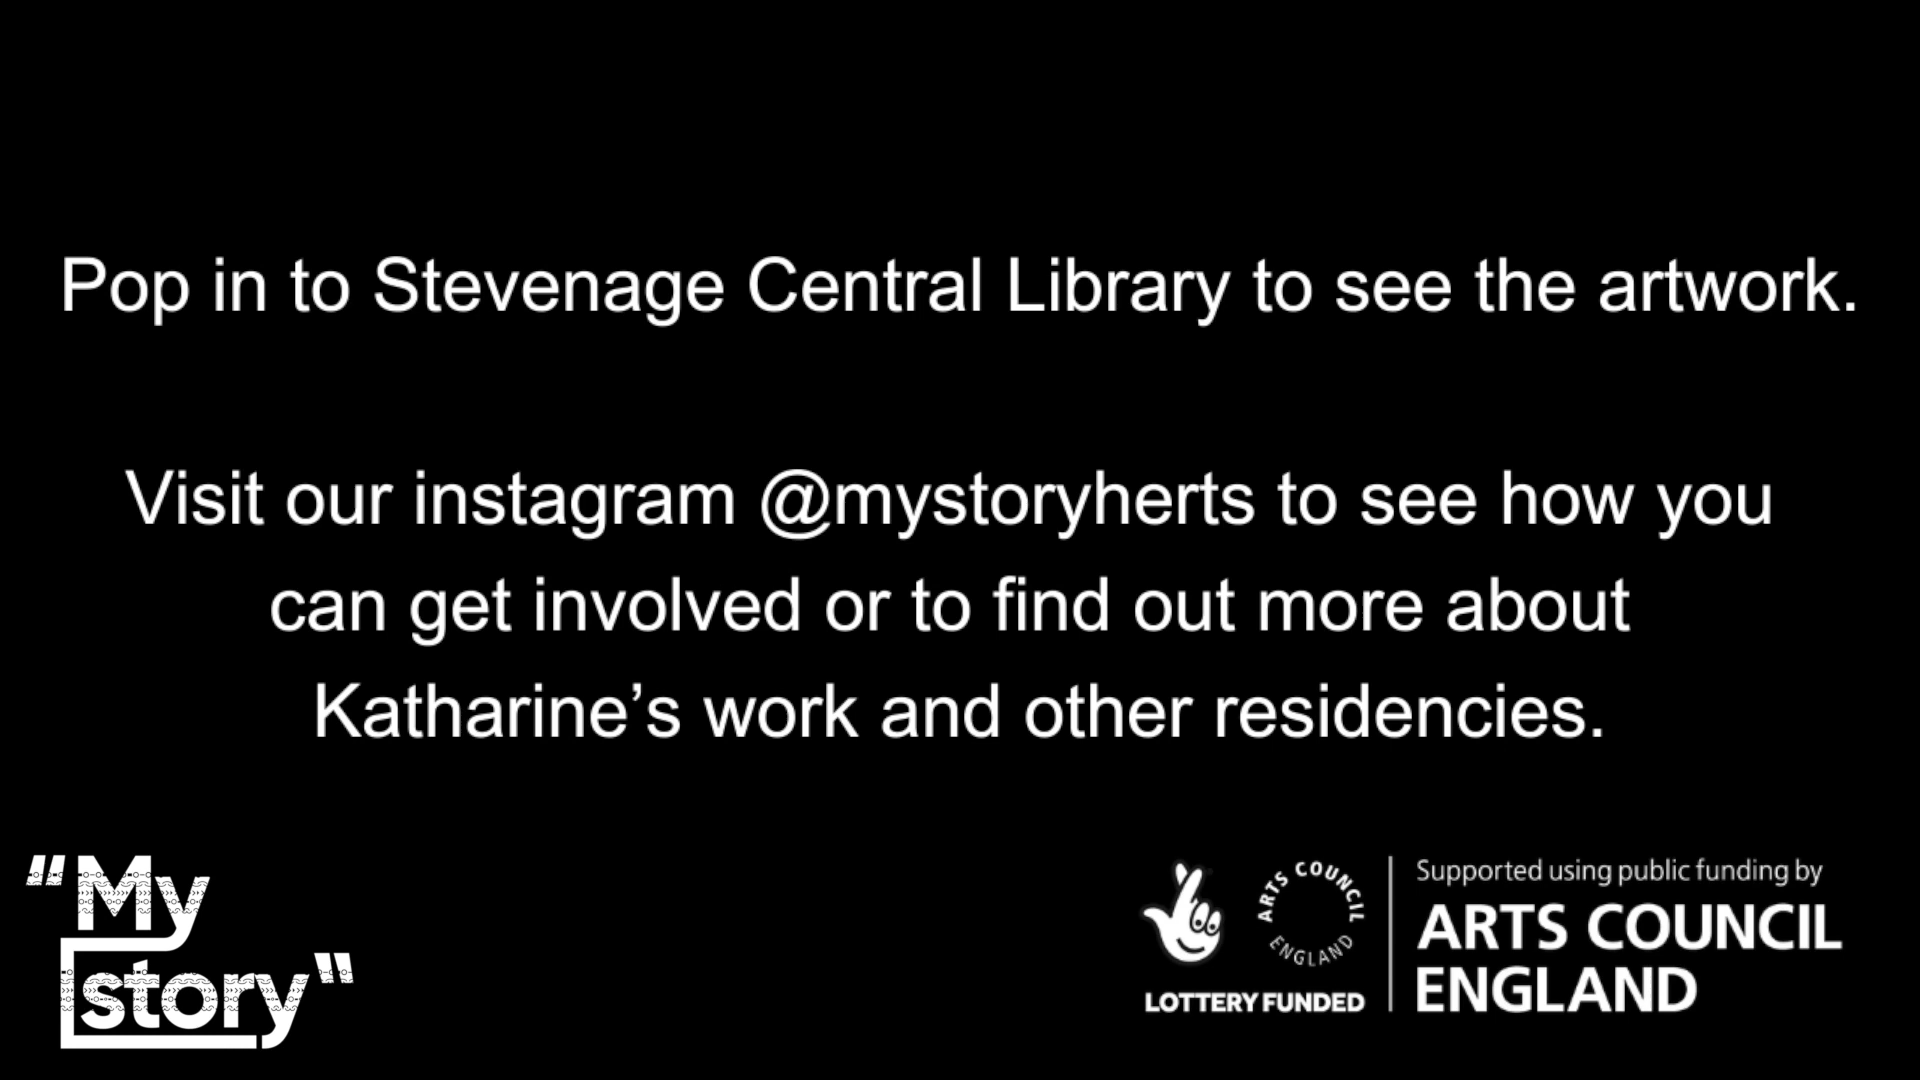 Pop in to Stevenage Central Library to see the artwork.
Visit our instagram @mystoryherts to see how you
can get involved or to find out more about
Katharine’s work and other residencies.
“My
story”
LOTTERY FUNDED
ARTS COUNCIL
ENGLAND
Supported using public funding by
ARTS COUNCIL
ENGLAND